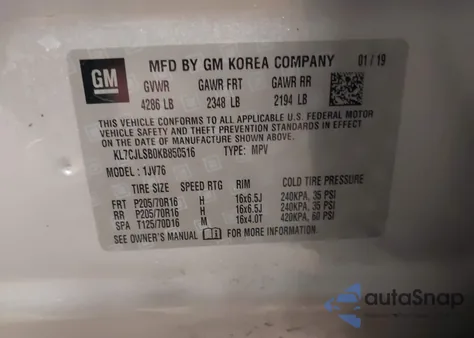 GM
MFD BY GM KOREA COMPANY 01/19
GVWR GAWR FRT GAWR RR
4286 LB 2348 LB 2194 LB
THIS VEHICLE CONFORMS TO ALL APPLICABLE U.S. FEDERAL MOTOR
VEHICLE SAFETY AND THEFT PREVENTION STANDARDS IN EFFECT
ON THE DATE OF MANUFACTURE SHOWN ABOVE.
KL7CJLSB0KB850516 TYPE: MPV
MODEL: 1JV76
TIRE SIZE SPEED RTG RIM COLD TIRE PRESSURE
FRT P205/70R16 H 16x6.5J 240KPA, 35 PSI
RR P205/70R16 H 16x6.5J 240KPA, 35 PSI
SPA T125/70D16 M 16x4.0T 420KPA, 60 PSI
SEE OWNER'S MANUAL FOR MORE INFORMATION
autoSnap